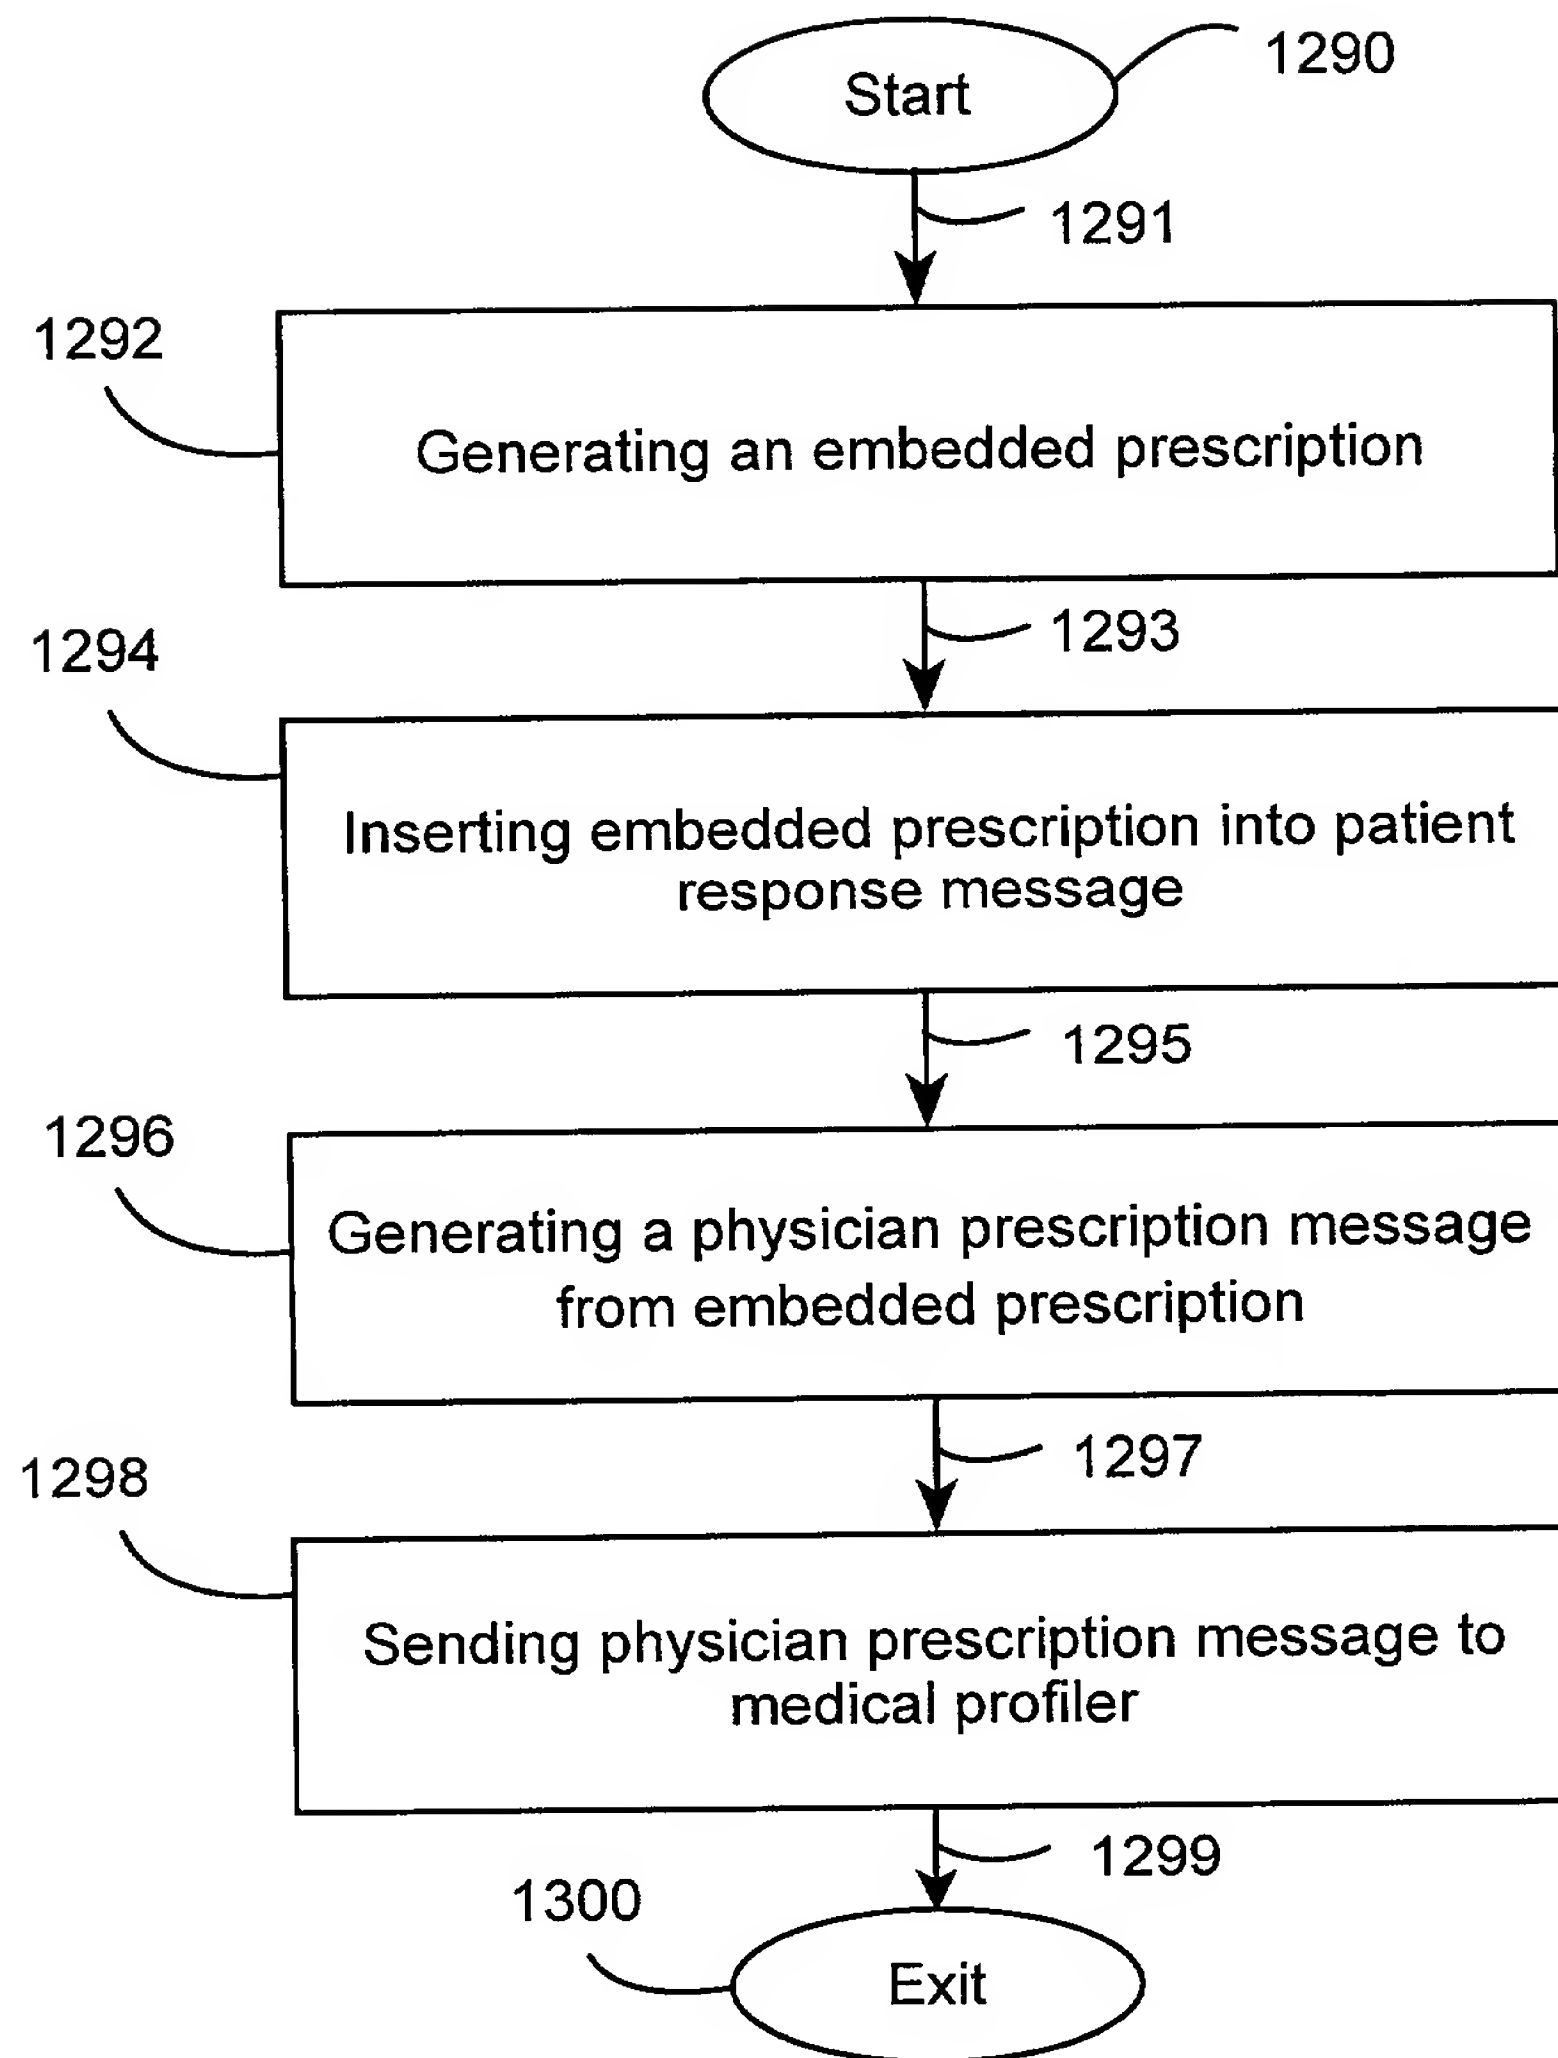 Start
1290
1291
1292
Generating an embedded prescription
1293
1294
Inserting embedded prescription into patient
response message
1295
1296
Generating a physician prescription message
from embedded prescription
1297
1298
Sending physician prescription message to
medical profiler
1299
1300
Exit